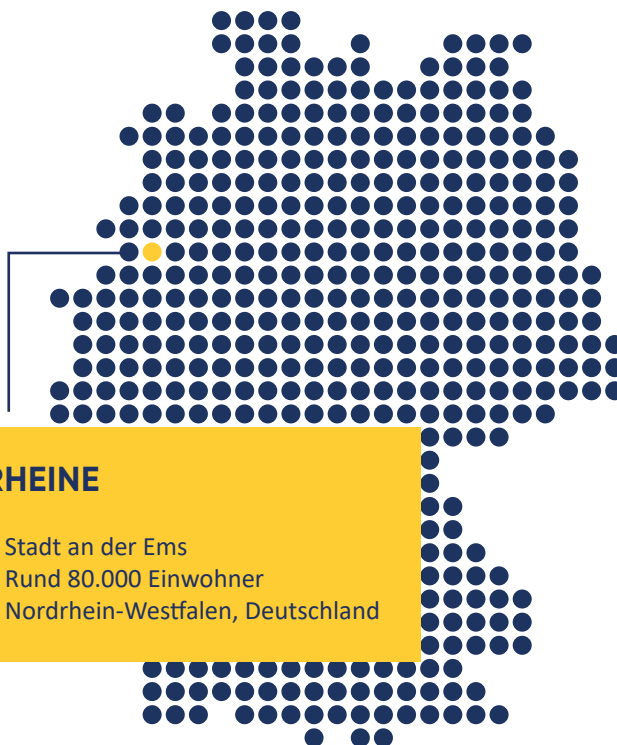 RHEINE
Stadt an der Ems
Rund 80.000 Einwohner
Nordrhein-Westfalen, Deutschland